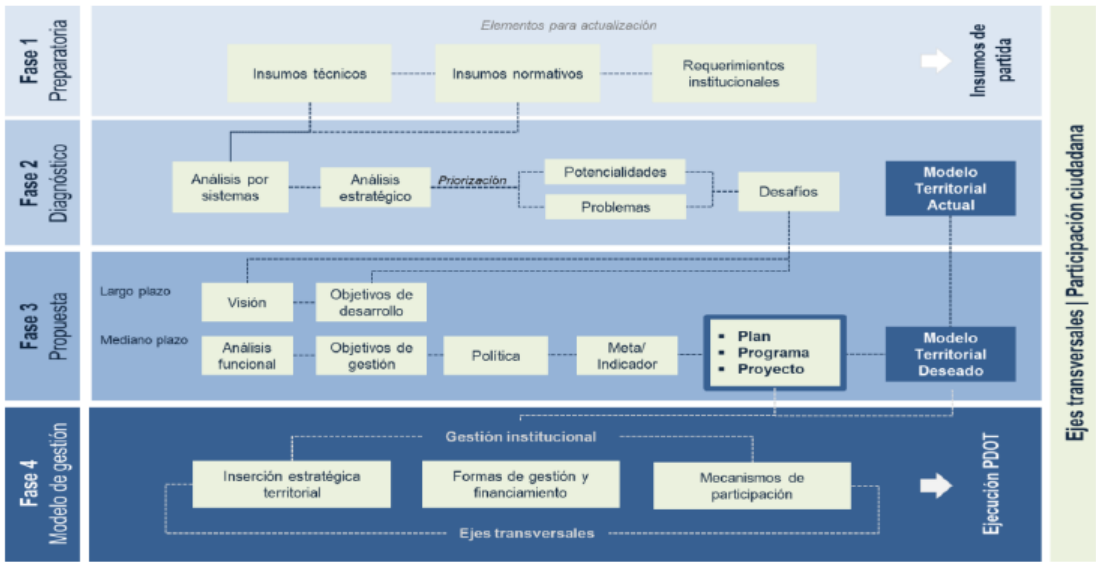 Fase 1
Preparatoria
Elementos para actualización
Insumos técnicos
Insumos normativos
Requerimientos
institucionales
Insumos de
partida
Fase 2
Diagnóstico
Análisis por
sistemas
Análisis
estratégico
Priorización
Potencialidades
Problemas
Desafíos
Modelo
Territorial
Actual
Fase 3
Propuesta
Largo plazo
Visión
Objetivos de
desarrollo
Mediano plazo
Análisis
funcional
Objetivos de
gestión
Política
Meta/
Indicador
▪ Plan
▪ Programa
▪ Proyecto
Modelo
Territorial
Deseado
Fase 4
Modelo de gestión
Gestión institucional
Inserción estratégica
territorial
Formas de gestión y
financiamiento
Mecanismos de
participación
Ejes transversales
Ejecución PDOT
Ejes transversales | Participación ciudadana